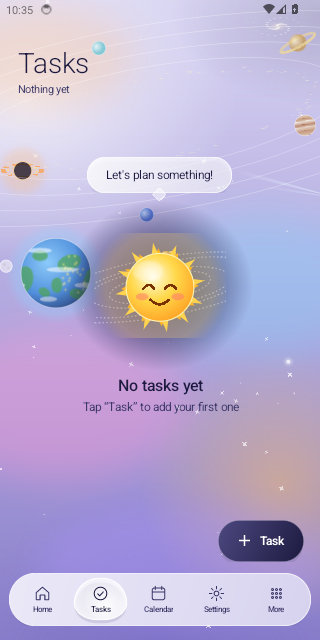 10:35
Tasks
Nothing yet
Let's plan something!
No tasks yet
Tap “Task” to add your first one
+ Task
Home
Tasks
Calendar
Settings
More